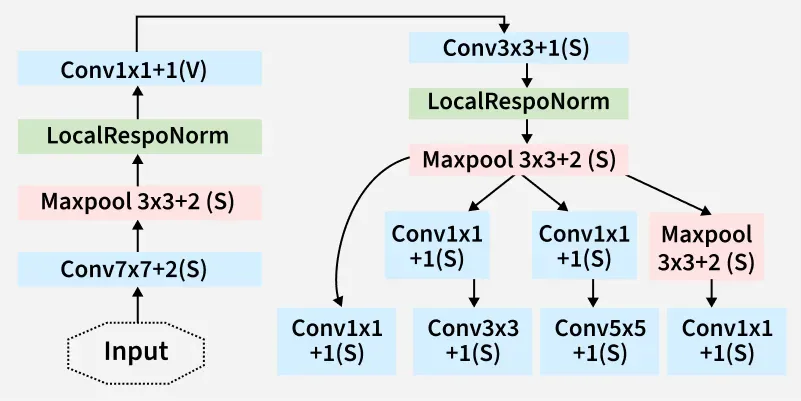 Conv1x1+1(V)
LocalRespoNorm
Maxpool 3x3+2 (S)
Conv7x7+2(S)
Input
Conv3x3+1(S)
LocalRespoNorm
Maxpool 3x3+2 (S)
Conv1x1
+1(S)
Conv1x1
+1(S)
Maxpool
3x3+2 (S)
Conv1x1
+1(S)
Conv3x3
+1(S)
Conv5x5
+1(S)
Conv1x1
+1(S)